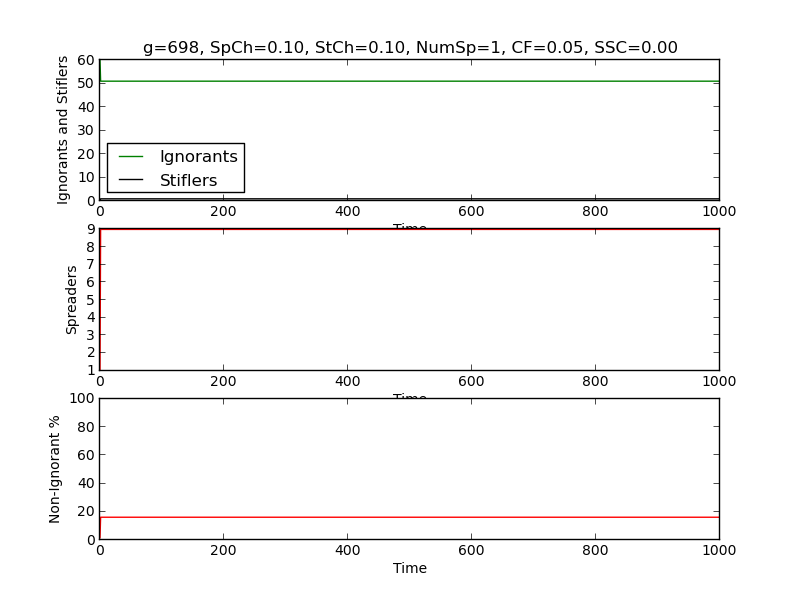 g=698, SpCh=0.10, StCh=0.10, NumSp=1, CF=0.05, SSC=0.00
Ignorants and Stiflers
60
50
40
30
20
10
0
Ignorants
Stiflers
0 200 400 600 800 1000
Time
Spreaders
9
8
7
6
5
4
3
2
1
0 200 400 600 800 1000
Time
Non-Ignorant %
100
80
60
40
20
0
0 200 400 600 800 1000
Time